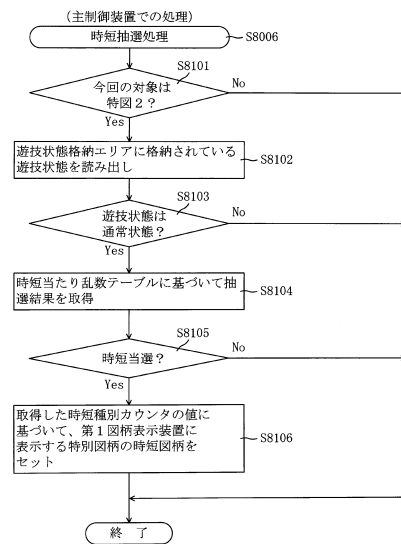 (主制御装置での処理)
時短抽選処理
S8006
S8101
今回の対象は
特図2?
No
Yes
遊技状態格納エリアに格納されている
遊技状態を読み出し
S8102
S8103
遊技状態は
通常状態?
No
Yes
時短当たり乱数テーブルに基づいて抽
選結果を取得
S8104
S8105
時短当選?
No
Yes
取得した時短種別カウンタの値に
基づいて、第1図柄表示装置に
表示する特別図柄の時短図柄を
セット
S8106
終 了